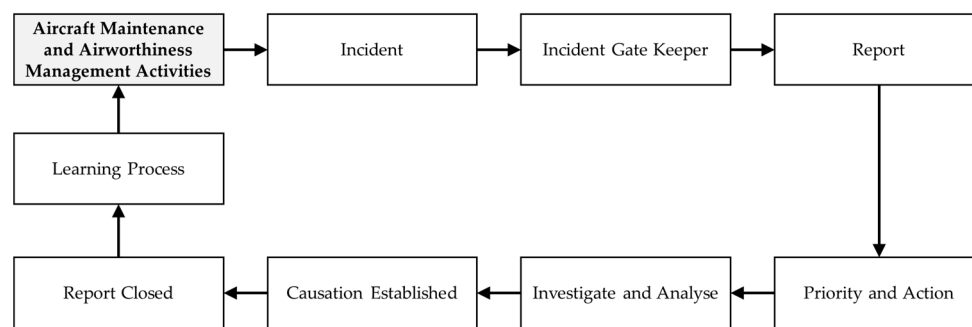 Aircraft Maintenance
and Airworthiness
Management Activities
Incident
Incident Gate Keeper
Report
Learning Process
Report Closed
Causation Established
Investigate and Analyse
Priority and Action